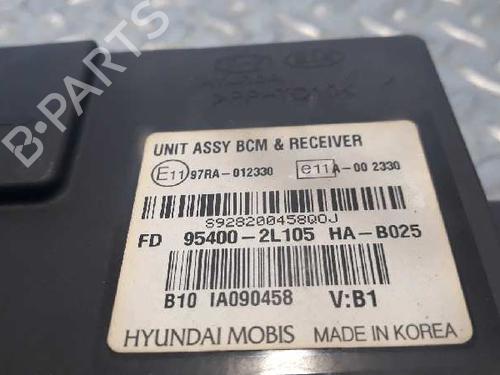 UNIT ASSY BCM & RECEIVER
E11 97RA-012330 e11 A-00 2330
S928200458Q0J
FD 95400-2L105 HA-B025
B10 IA090458 V:B1
HYUNDAI MOBIS MADE IN KOREA